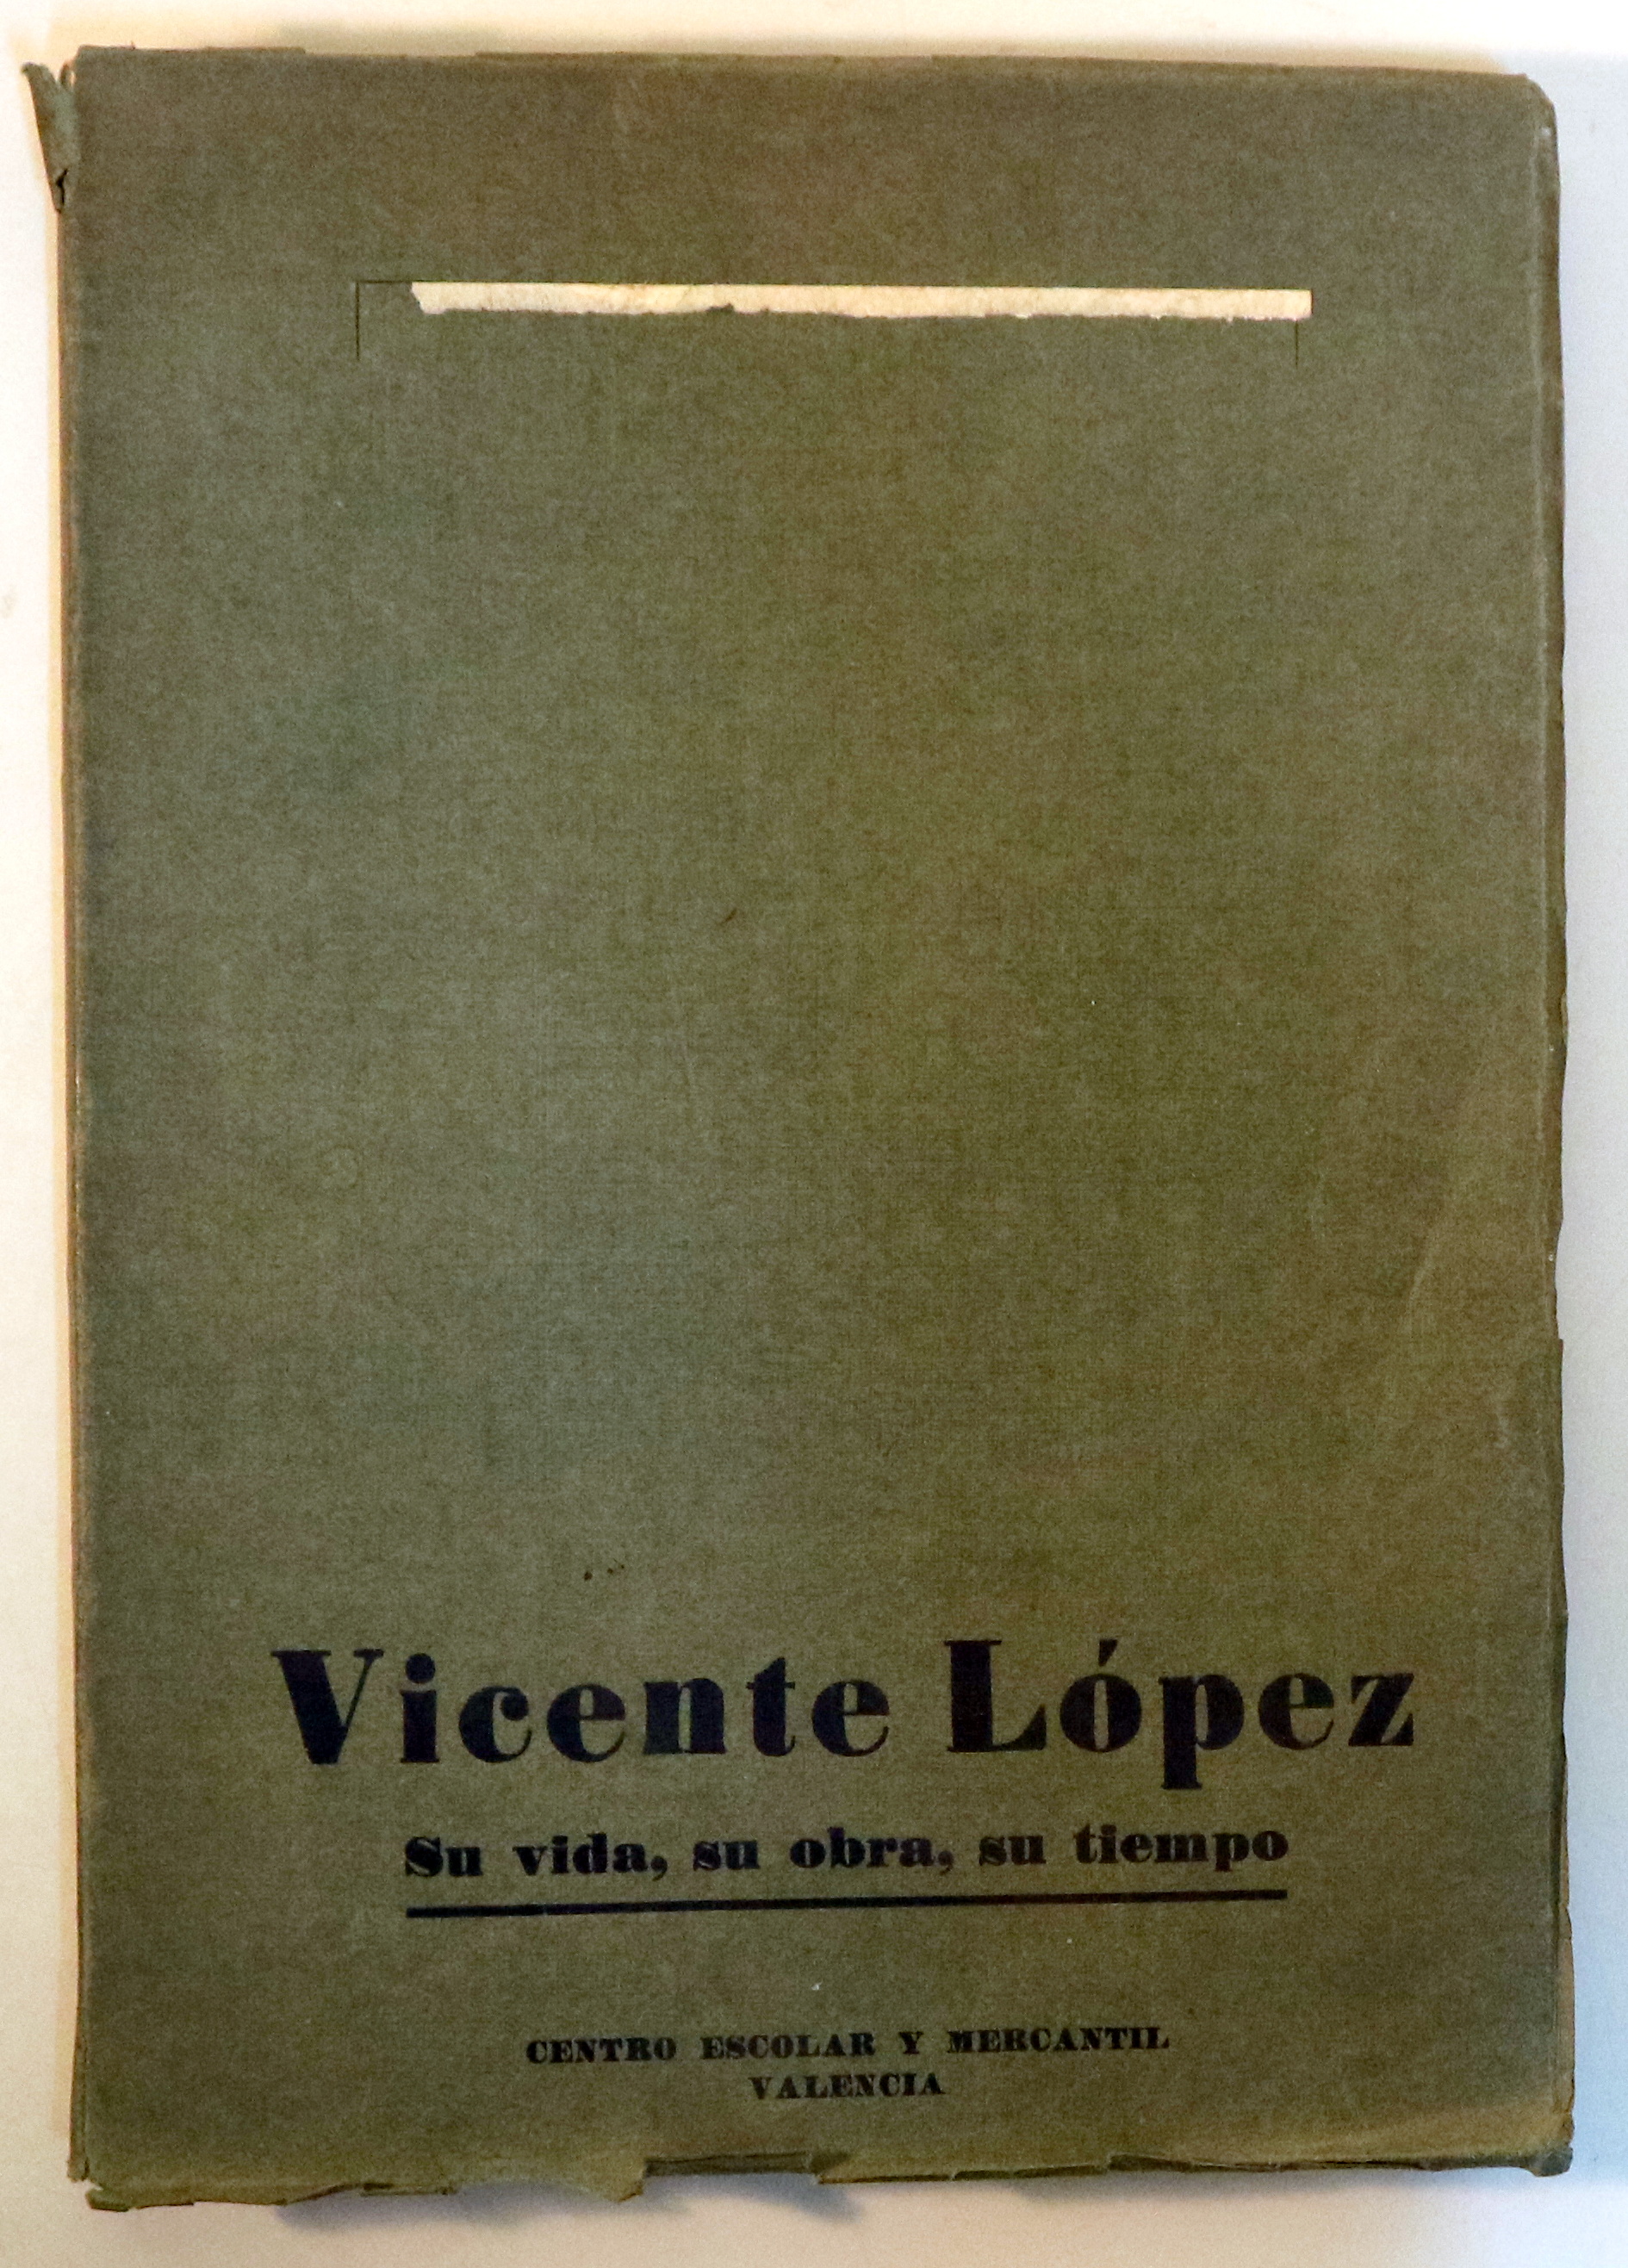 Vicente López
Su vida, su obra, su tiempo
CENTRO ESCOLAR Y MERCANTIL
VALENCIA